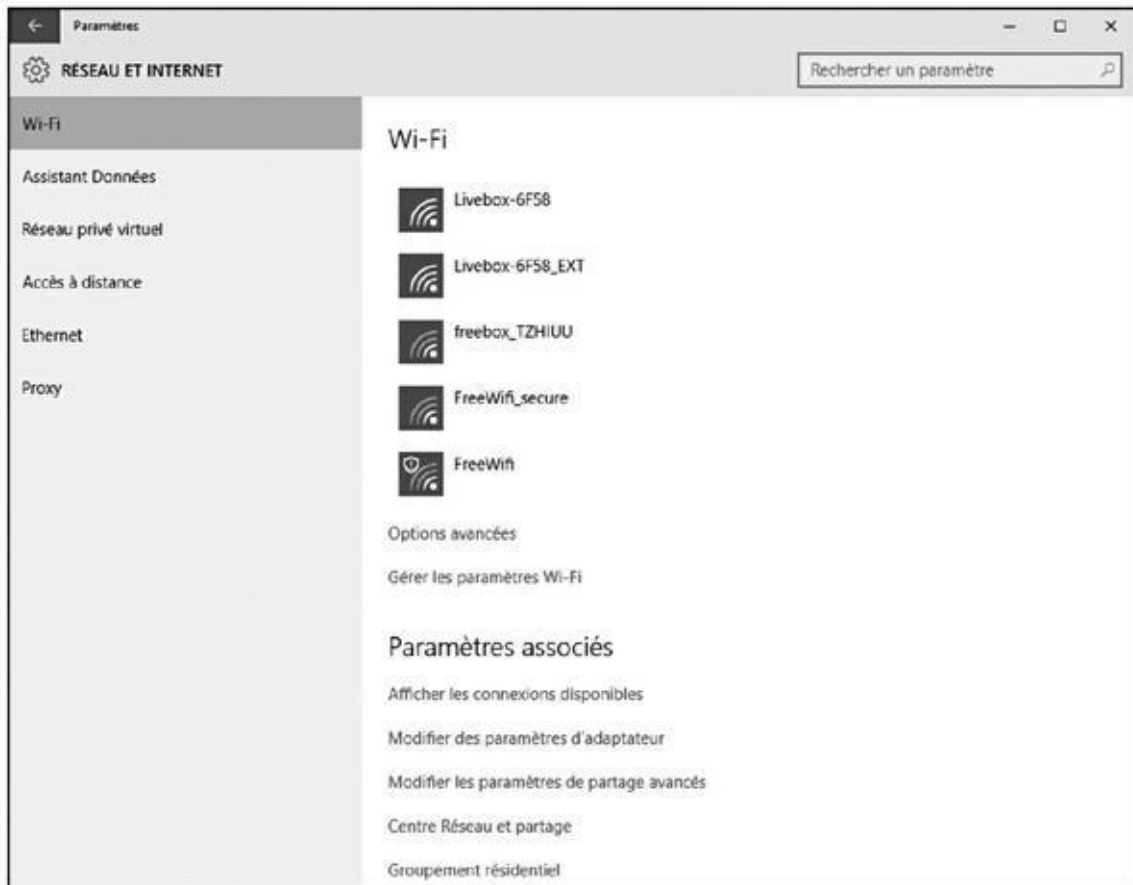 Paramètres
RÉSEAU ET INTERNET
Rechercher un paramètre
Wi-Fi
Assistant Données
Réseau privé virtuel
Accès à distance
Ethernet
Proxy
Wi-Fi
Livebox-6F58
Livebox-6F58_EXT
freebox_TZHIUU
FreeWifi_secure
FreeWifi
Options avancées
Gérer les paramètres Wi-Fi
Paramètres associés
Afficher les connexions disponibles
Modifier des paramètres d'adaptateur
Modifier les paramètres de partage avancés
Centre Réseau et partage
Groupement résidentiel